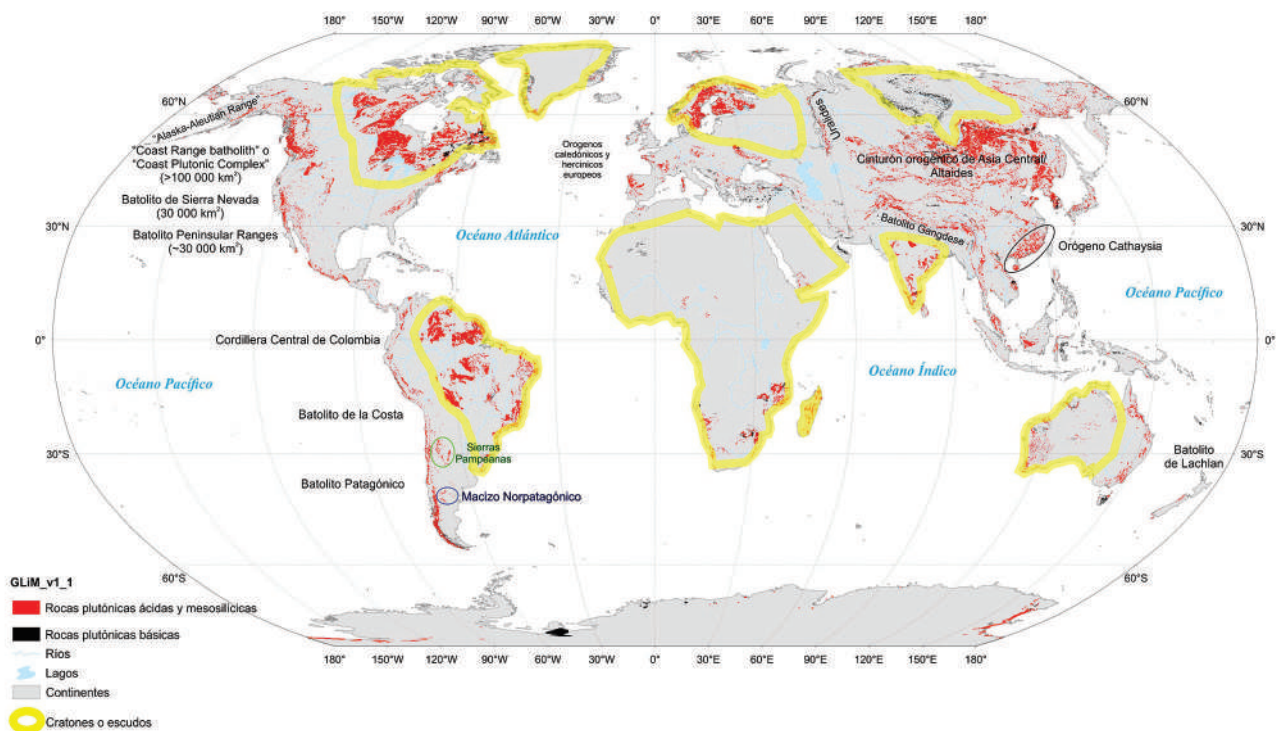 180° 150°W 120°W 90°W 60°W 30°W 0° 30°E 60°E 90°E 120°E 150°E 180°
60°N
60°N
"Alaska-Aleutian Range"
"Coast Range batholith" o
"Coast Plutonic Complex"
(>100 000 km²)
Batolito de Sierra Nevada
(30 000 km²)
Batolito Peninsular Ranges
(~30 000 km²)
Orogenos
caledónicos y
hercínicos
europeos
Uralides
Cinturón orogénico de Asia Central/
Altaides
30°N
30°N
Océano Atlántico
Batolito Gangdese
Orógeno Cathaysia
Océano Pacífico
Cordillera Central de Colombia
0°
0°
Océano Pacífico
Océano Índico
Batolito de la Costa
Sierras
Pampeanas
30°S
30°S
Batolito
de Lachlan
Batolito Patagónico
Macizo Norpatagónico
60°S
60°S
180° 150°W 120°W 90°W 60°W 30°W 0° 30°E 60°E 90°E 120°E 150°E 180°
GLiM_v1_1
Rocas plutónicas ácidas y mesosilícicas
Rocas plutónicas básicas
Ríos
Lagos
Continentes
Cratones o escudos